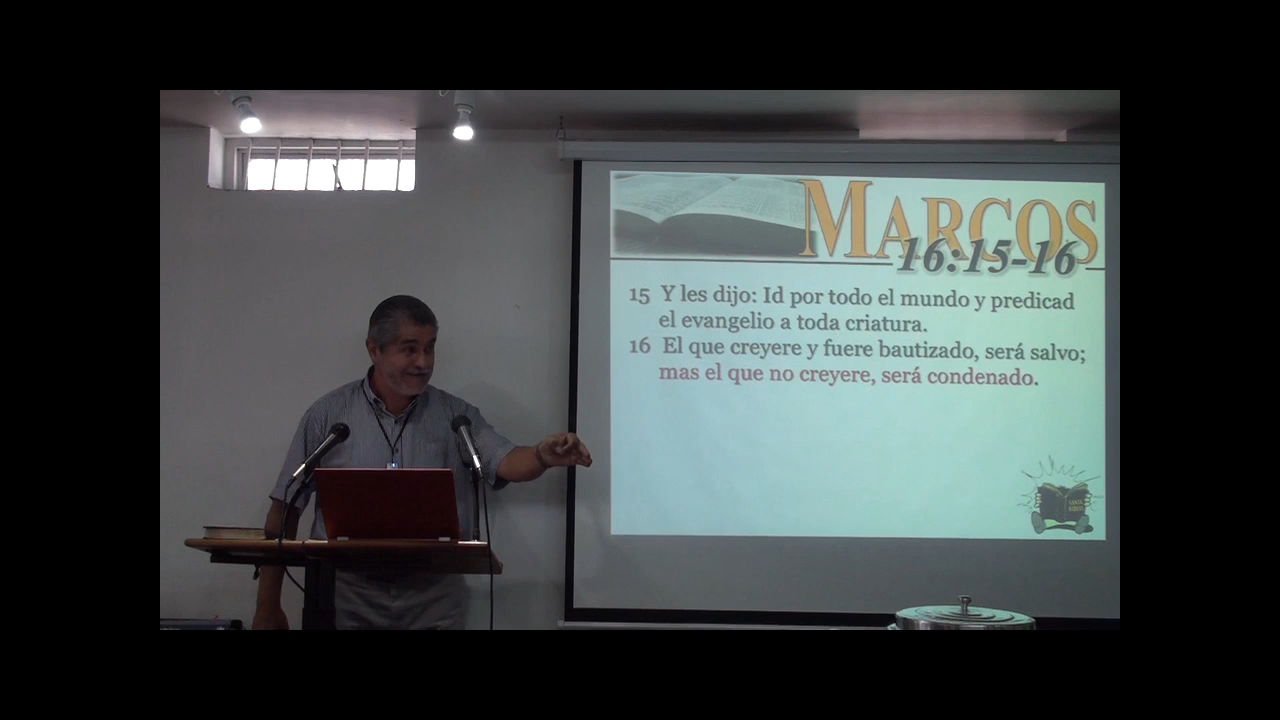 MARCOS
16:15-16
15 Y les dijo: Id por todo el mundo y predicad
el evangelio a toda criatura.
16 El que creyere y fuere bautizado, será salvo;
mas el que no creyere, será condenado.